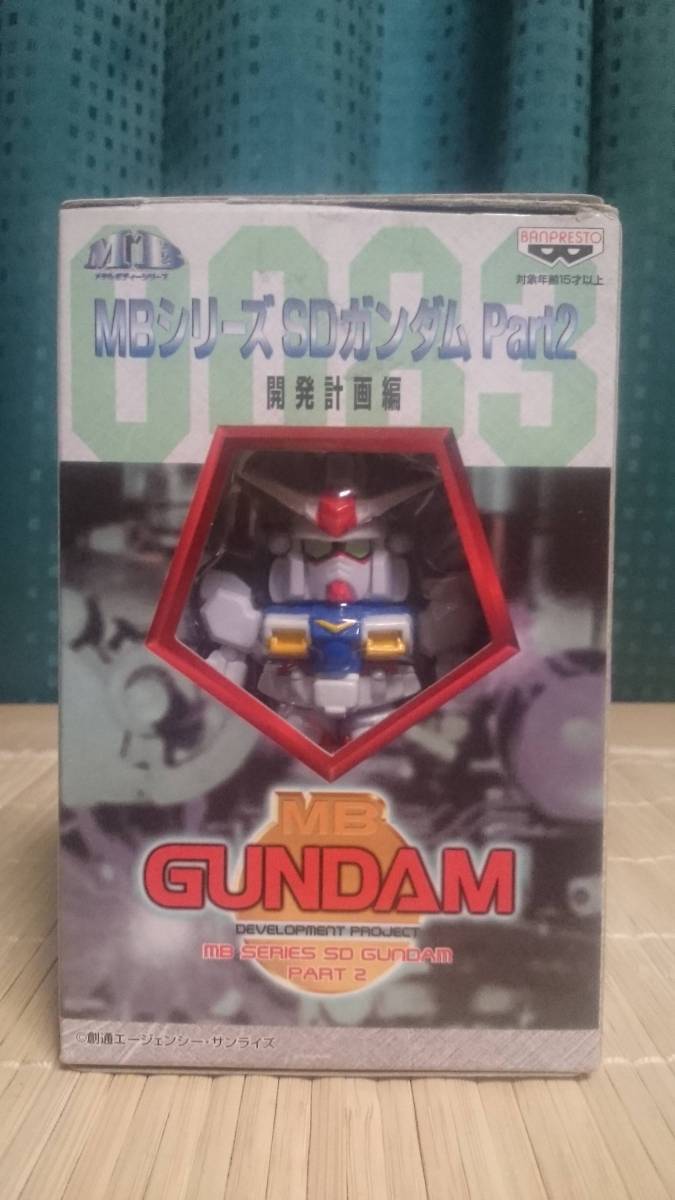 MB
メタル・ボディーシリーズ
BANPRESTO
対象年齢15才以上
0083
MBシリーズ SDガンダム Part2
開発計画編
MB
GUNDAM
DEVELOPMENT PROJECT
MB SERIES SD GUNDAM
PART 2
©創通エージェンシー・サンライズ